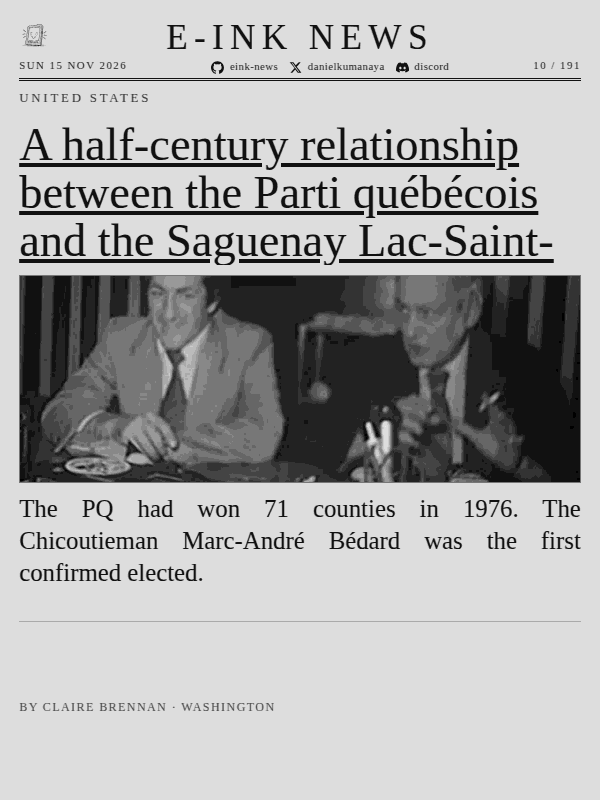 E-INK NEWS
SUN 15 NOV 2026
eink-news
danielkumanaya
discord
10 / 191
UNITED STATES
A half-century relationship
between the Parti québécois
and the Saguenay Lac-Saint-
The PQ had won 71 counties in 1976. The
Chicoutieman Marc-André Bédard was the first
confirmed elected.
BY CLAIRE BRENNAN · WASHINGTON